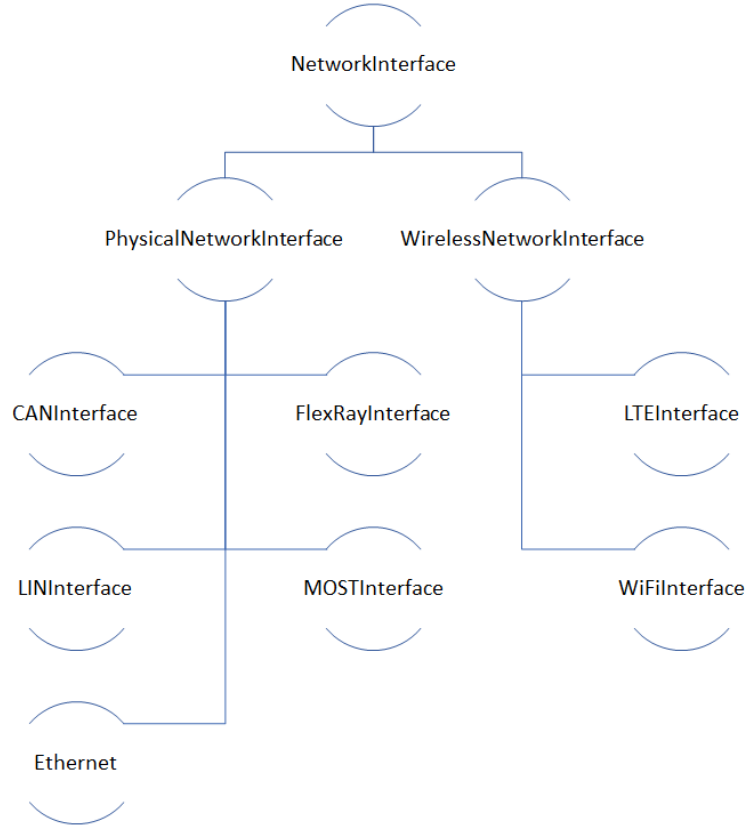 NetworkInterface
PhysicalNetworkInterface
WirelessNetworkInterface
CANInterface
FlexRayInterface
LTEInterface
LINInterface
MOSTInterface
WiFiInterface
Ethernet